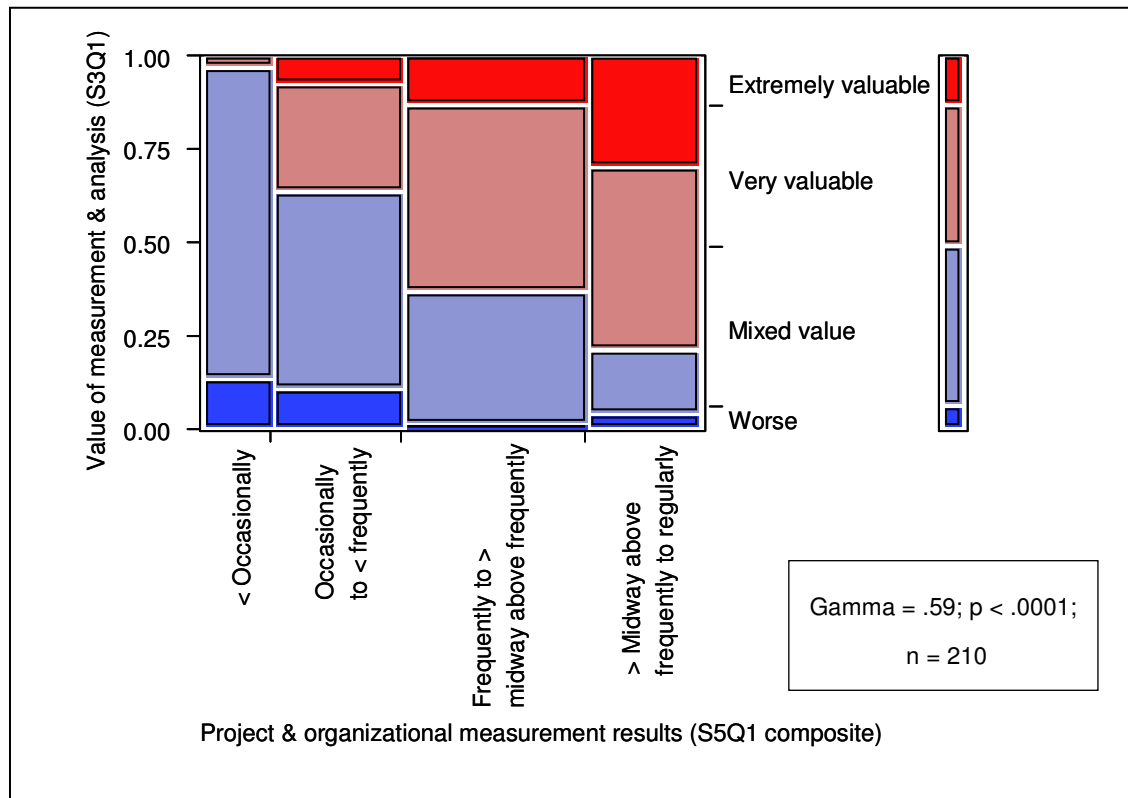 Value of measurement & analysis (S3Q1)
1.00
0.75
0.50
0.25
0.00
Extremely valuable
Very valuable
Mixed value
Worse
< Occasionally
Occasionally
to < frequently
Frequently to >
midway above frequently
> Midway above
frequently to regularly
Gamma = .59; p < .0001;
n = 210
Project & organizational measurement results (S5Q1 composite)